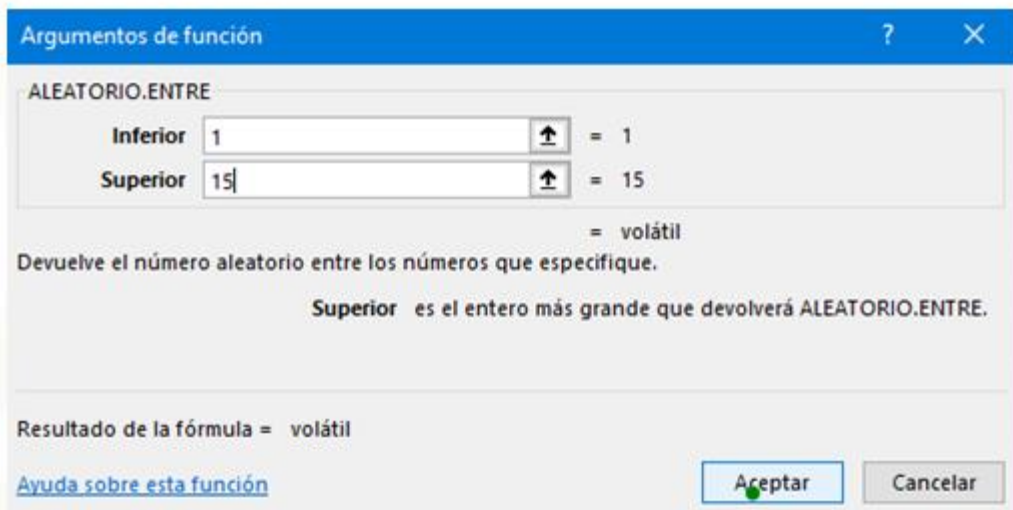 Argumentos de función ? ×
ALEATORIO.ENTRE
Inferior 1 = 1
Superior 15 = 15
= volátil
Devuelve el número aleatorio entre los números que especifique.
Superior es el entero más grande que devolverá ALEATORIO.ENTRE.
Resultado de la fórmula = volátil
Ayuda sobre esta función Aceptar Cancelar